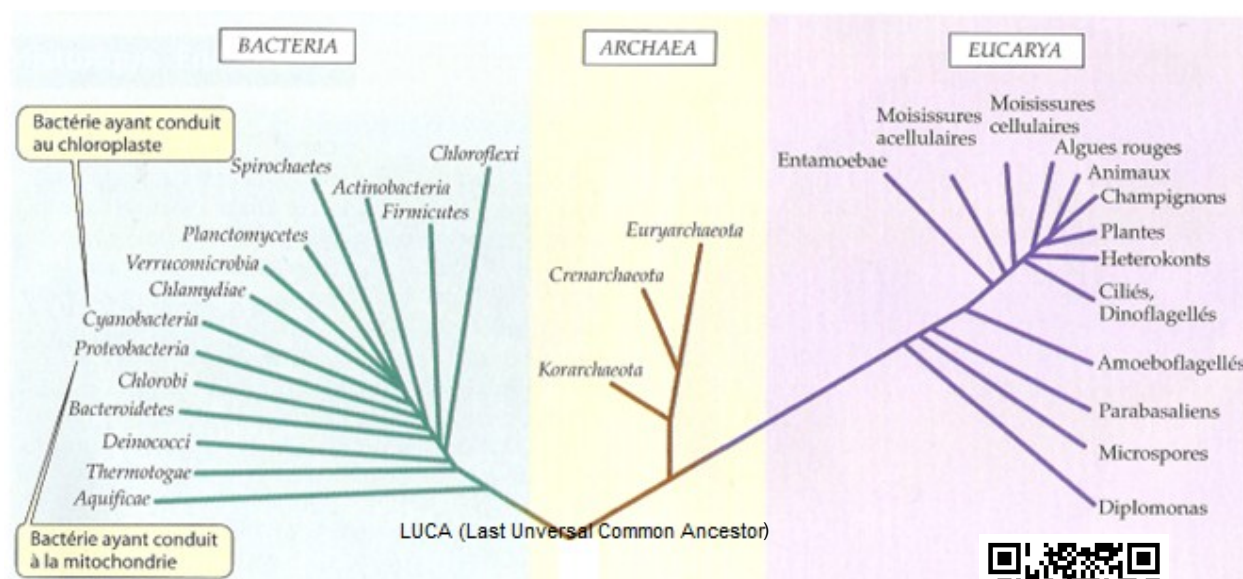 BACTERIA
ARCHAEA
EUCARYA
Bactérie ayant conduit
au chloroplaste
Spirochaetes
Chloroflexi
Actinobacteria
Firmicutes
Planctomycetes
Verrucomicrobia
Chlamydiae
Cyanobacteria
Proteobacteria
Chlorobi
Bacteroidetes
Deinococci
Thermotogae
Aquificae
Bactérie ayant conduit
à la mitochondrie
Euryarchaeota
Crenarchaeota
Korarchaeota
LUCA (Last Unversal Common Ancestor)
Entamoebae
Moisissures
acellulaires
Moisissures
cellulaires
Algues rouges
Animaux
Champignons
Plantes
Heterokonts
Ciliés,
Dinoflagellés
Amoeboflagellés
Parabasaliens
Microspores
Diplomonas